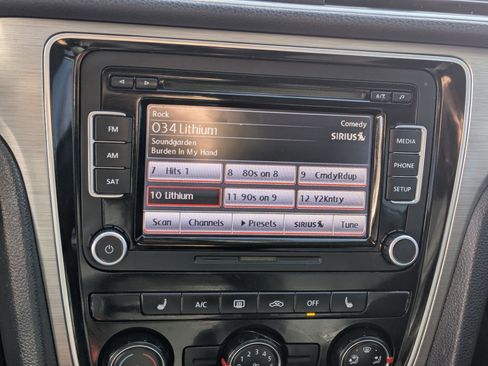 A/T
FM
AM
SAT
Rock
034 Lithium
Comedy
SIRIUS
Soundgarden
Burden In My Hand
7 Hits 1 8 80s on 8 9 CmdyRdup
10 Lithium 11 90s on 9 12 Y2Kntry
Scan Channels Presets SIRIUS Tune
MEDIA
PHONE
SETUP
A/C OFF